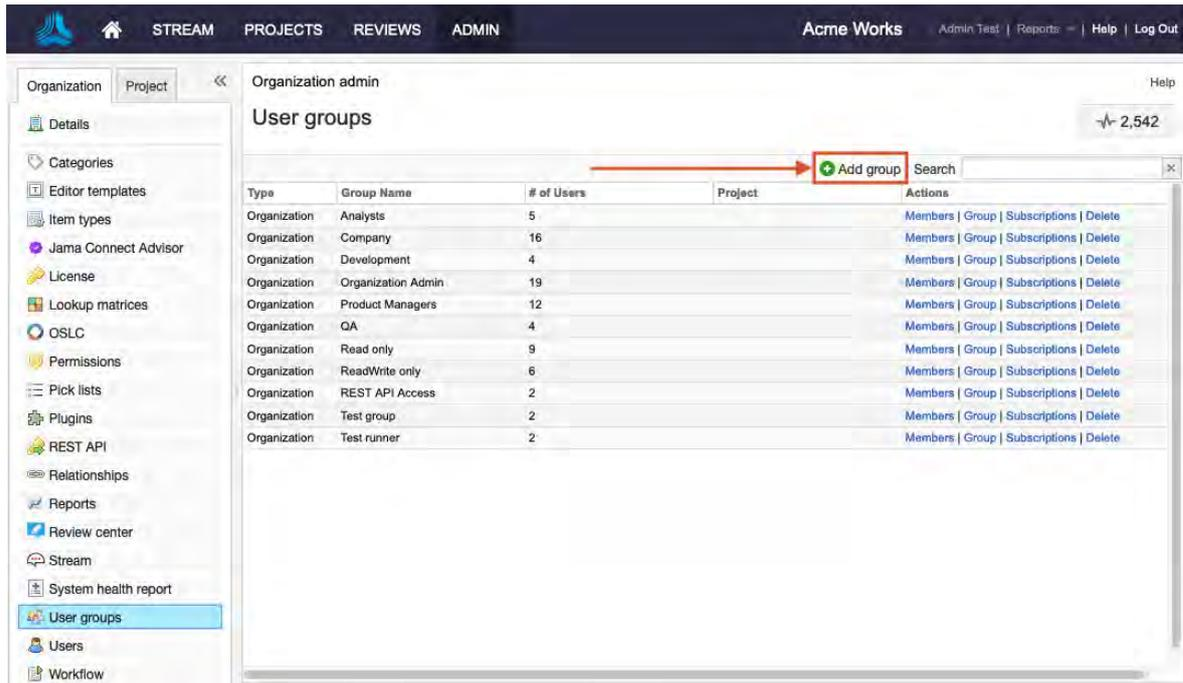 STREAM PROJECTS REVIEWS ADMIN Acme Works Admin Test | Reports | Help | Log Out
Organization Project « Organization admin Help
User groups 2,542
Details
Categories
Editor templates
Item types
Jama Connect Advisor
License
Lookup matrices
OSLC
Permissions
Pick lists
Plugins
REST API
Relationships
Reports
Review center
Stream
System health report
User groups
Users
Workflow
Add group Search
Type Group Name # of Users Project Actions
Organization Analysts 5 Members | Group | Subscriptions | Delete
Organization Company 16 Members | Group | Subscriptions | Delete
Organization Development 4 Members | Group | Subscriptions | Delete
Organization Organization Admin 19 Members | Group | Subscriptions | Delete
Organization Product Managers 12 Members | Group | Subscriptions | Delete
Organization QA 4 Members | Group | Subscriptions | Delete
Organization Read only 9 Members | Group | Subscriptions | Delete
Organization ReadWrite only 6 Members | Group | Subscriptions | Delete
Organization REST API Access 2 Members | Group | Subscriptions | Delete
Organization Test group 2 Members | Group | Subscriptions | Delete
Organization Test runner 2 Members | Group | Subscriptions | Delete